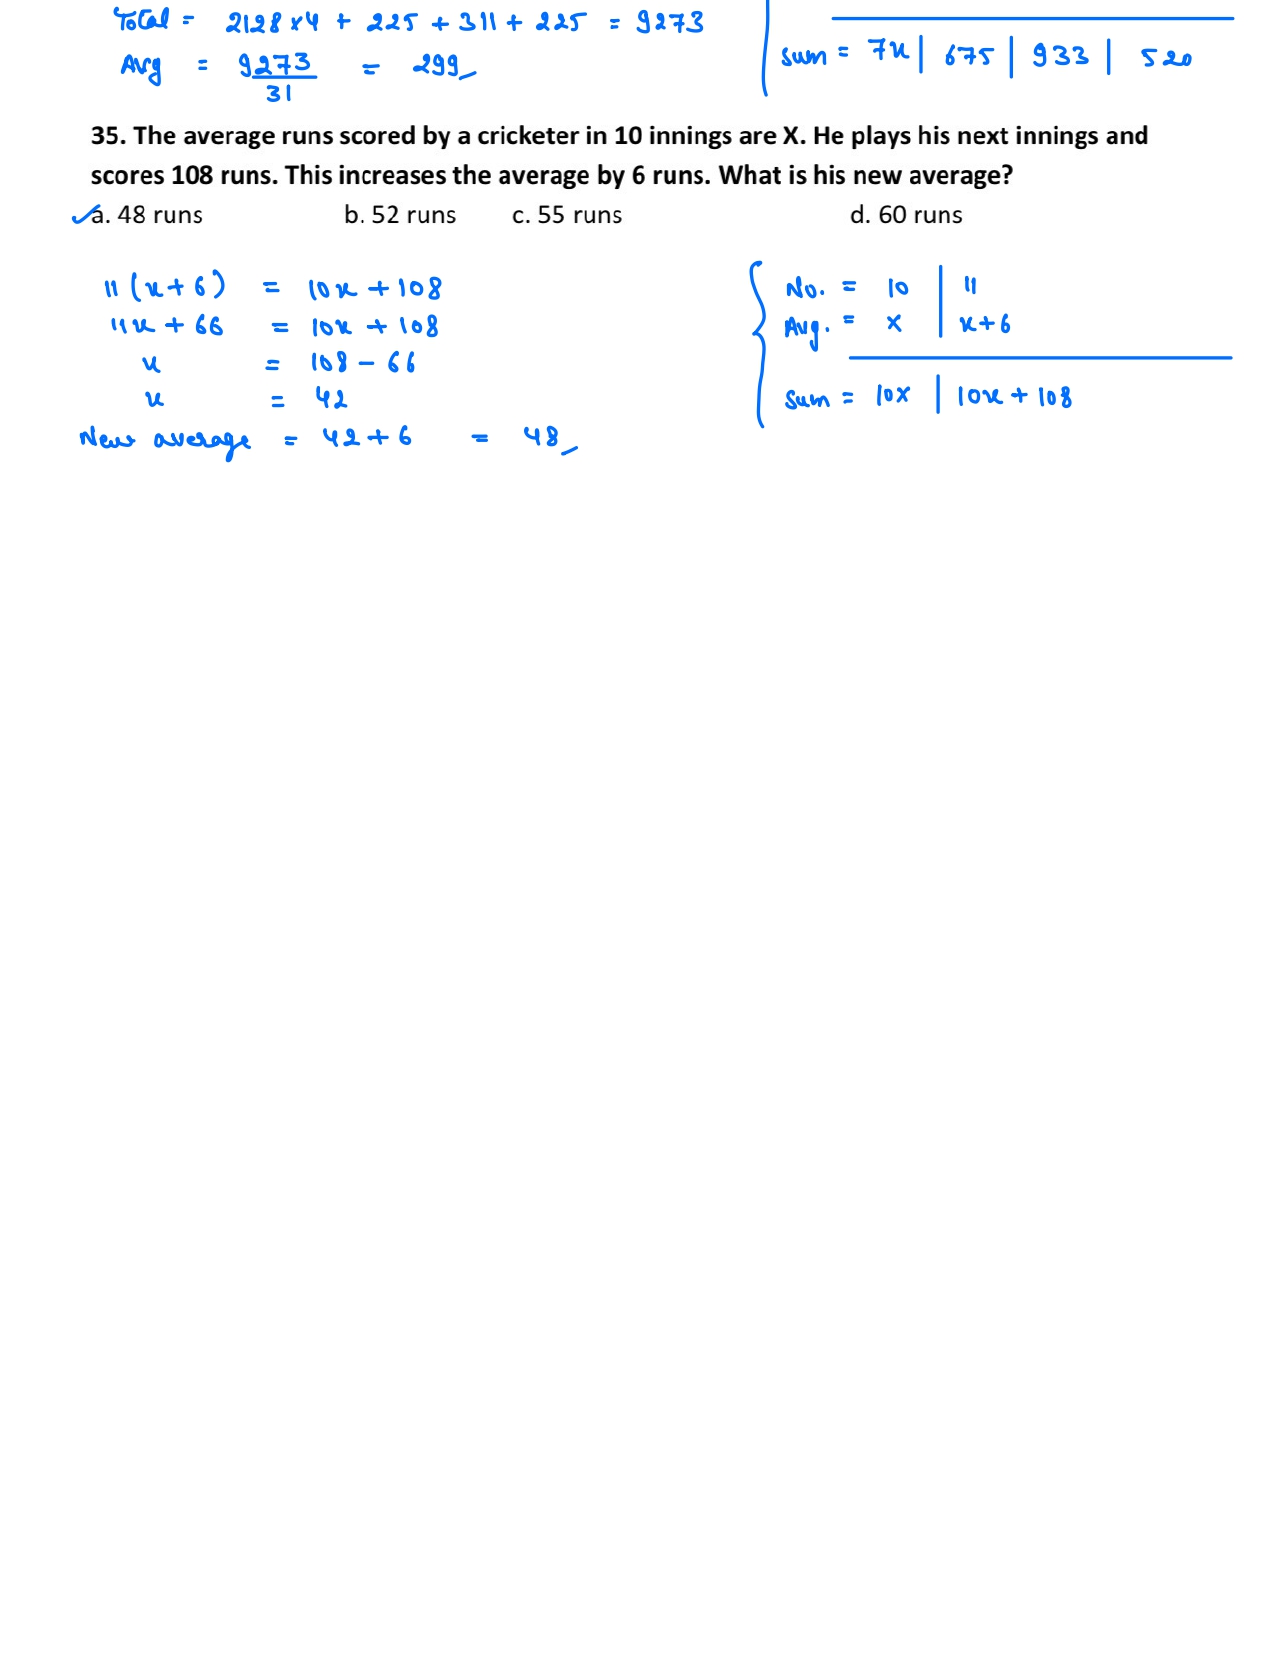 Total = 2128 x 4 + 225 + 311 + 225 = 9273
Avg = 9273/31 = 299
Sum = 7x | 675 | 933 | 520
35. The average runs scored by a cricketer in 10 innings are X. He plays his next innings and
scores 108 runs. This increases the average by 6 runs. What is his new average?
a. 48 runs b. 52 runs c. 55 runs d. 60 runs
11 (x + 6) = 10x + 108
11x + 66 = 10x + 108
x = 108 - 66
x = 42
New average = 42 + 6 = 48
No. = 10 | 11
Avg. = x | x + 6
Sum = 10x | 10x + 108